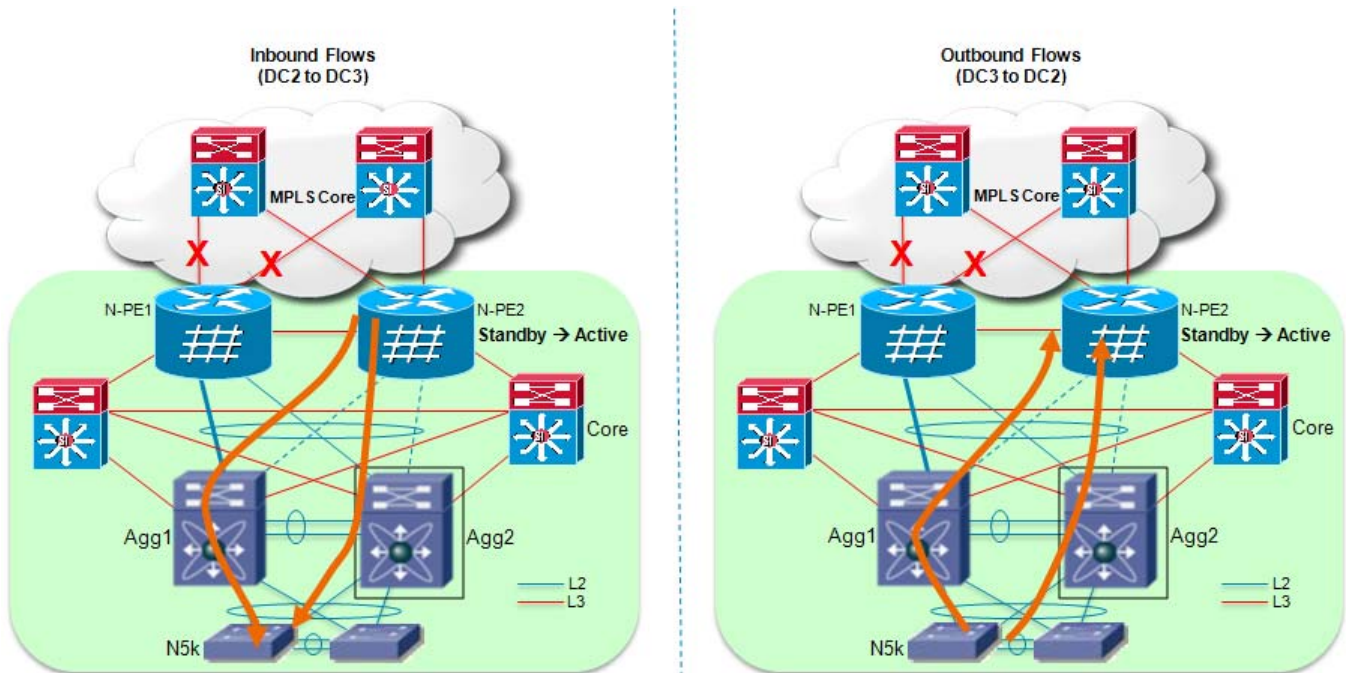 Inbound Flows
(DC2 to DC3)
MPLS Core
X
X
N-PE1
N-PE2
Standby → Active
Core
Agg1
Agg2
L2
L3
N5k
Outbound Flows
(DC3 to DC2)
MPLS Core
X
X
N-PE1
N-PE2
Standby → Active
Core
Agg1
Agg2
L2
L3
N5k